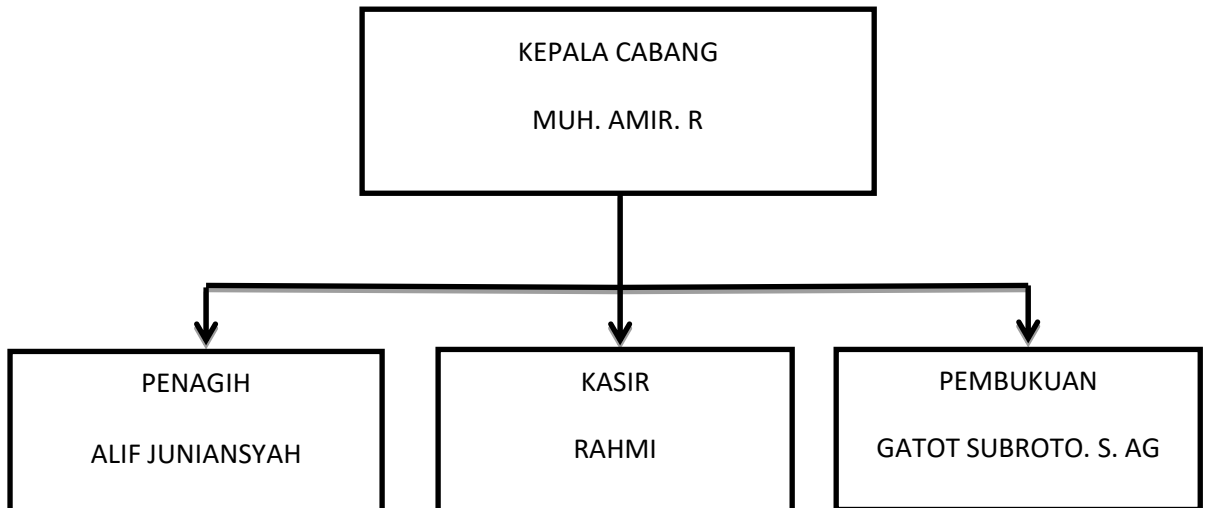 KEPALA CABANG
MUH. AMIR. R
PENAGIH
ALIF JUNIANSYAH
KASIR
RAHMI
PEMBUKUAN
GATOT SUBROTO. S. AG